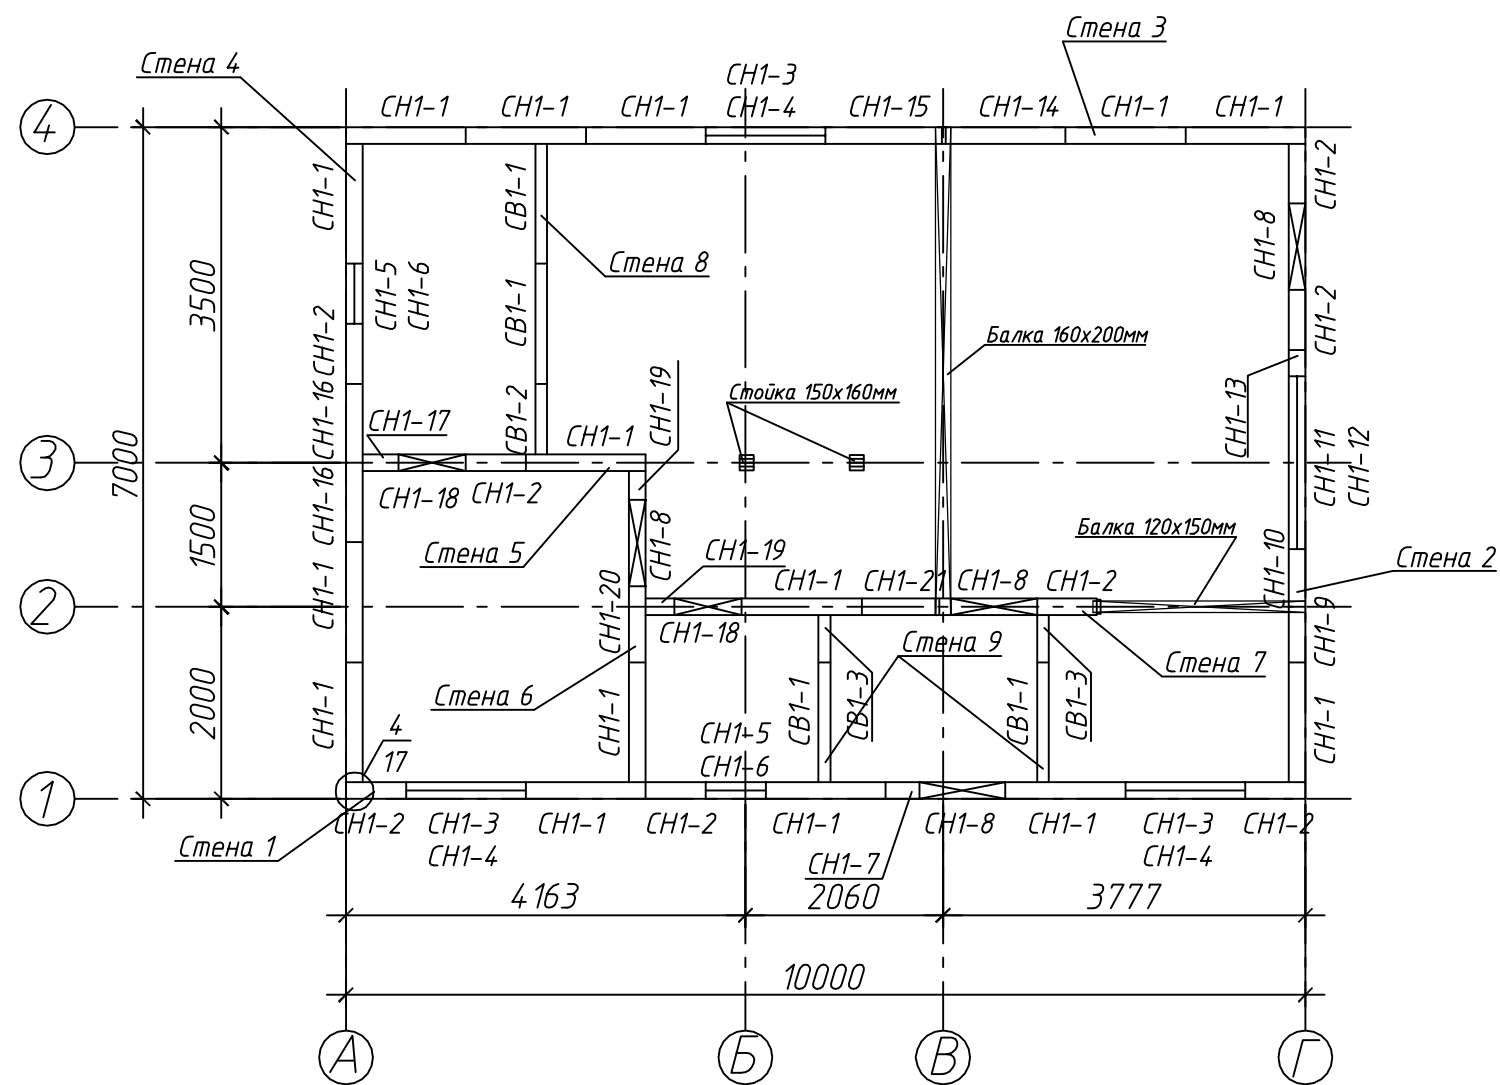 Стена 3
Стена 4
СН1-3
СН1-1
СН1-1
СН1-1
СН1-4
СН1-15
СН1-14
СН1-1
СН1-1
4
СН1-1
СВ1-1
СН1-2
СН1-8
Стена 8
3500
СН1-5
СН1-6
СВ1-1
СН1-2
СН1-2
Балка 160х200мм
Стойка 150х160мм
СН1-19
СН1-13
СН1-16
СН1-17
СВ1-2
СН1-1
3
7000
СН1-11
СН1-12
СН1-16
СН1-18
СН1-2
1500
Балка 120х150мм
Стена 5
СН1-8
СН1-19
СН1-10
Стена 2
СН1-1
СН1-20
СН1-1
СН1-21
СН1-8
СН1-2
2
СН1-18
СН1-9
Стена 9
Стена 7
2000
Стена 6
СН1-1
СН1-1
СВ1-1
СВ1-3
СВ1-1
СВ1-3
СН1-1
4
17
СН1-5
СН1-6
1
СН1-2
СН1-3
СН1-1
СН1-2
СН1-1
СН1-8
СН1-1
СН1-3
СН1-2
Стена 1
СН1-4
СН1-7
СН1-4
4163
2060
3777
10000
А
Б
В
Г